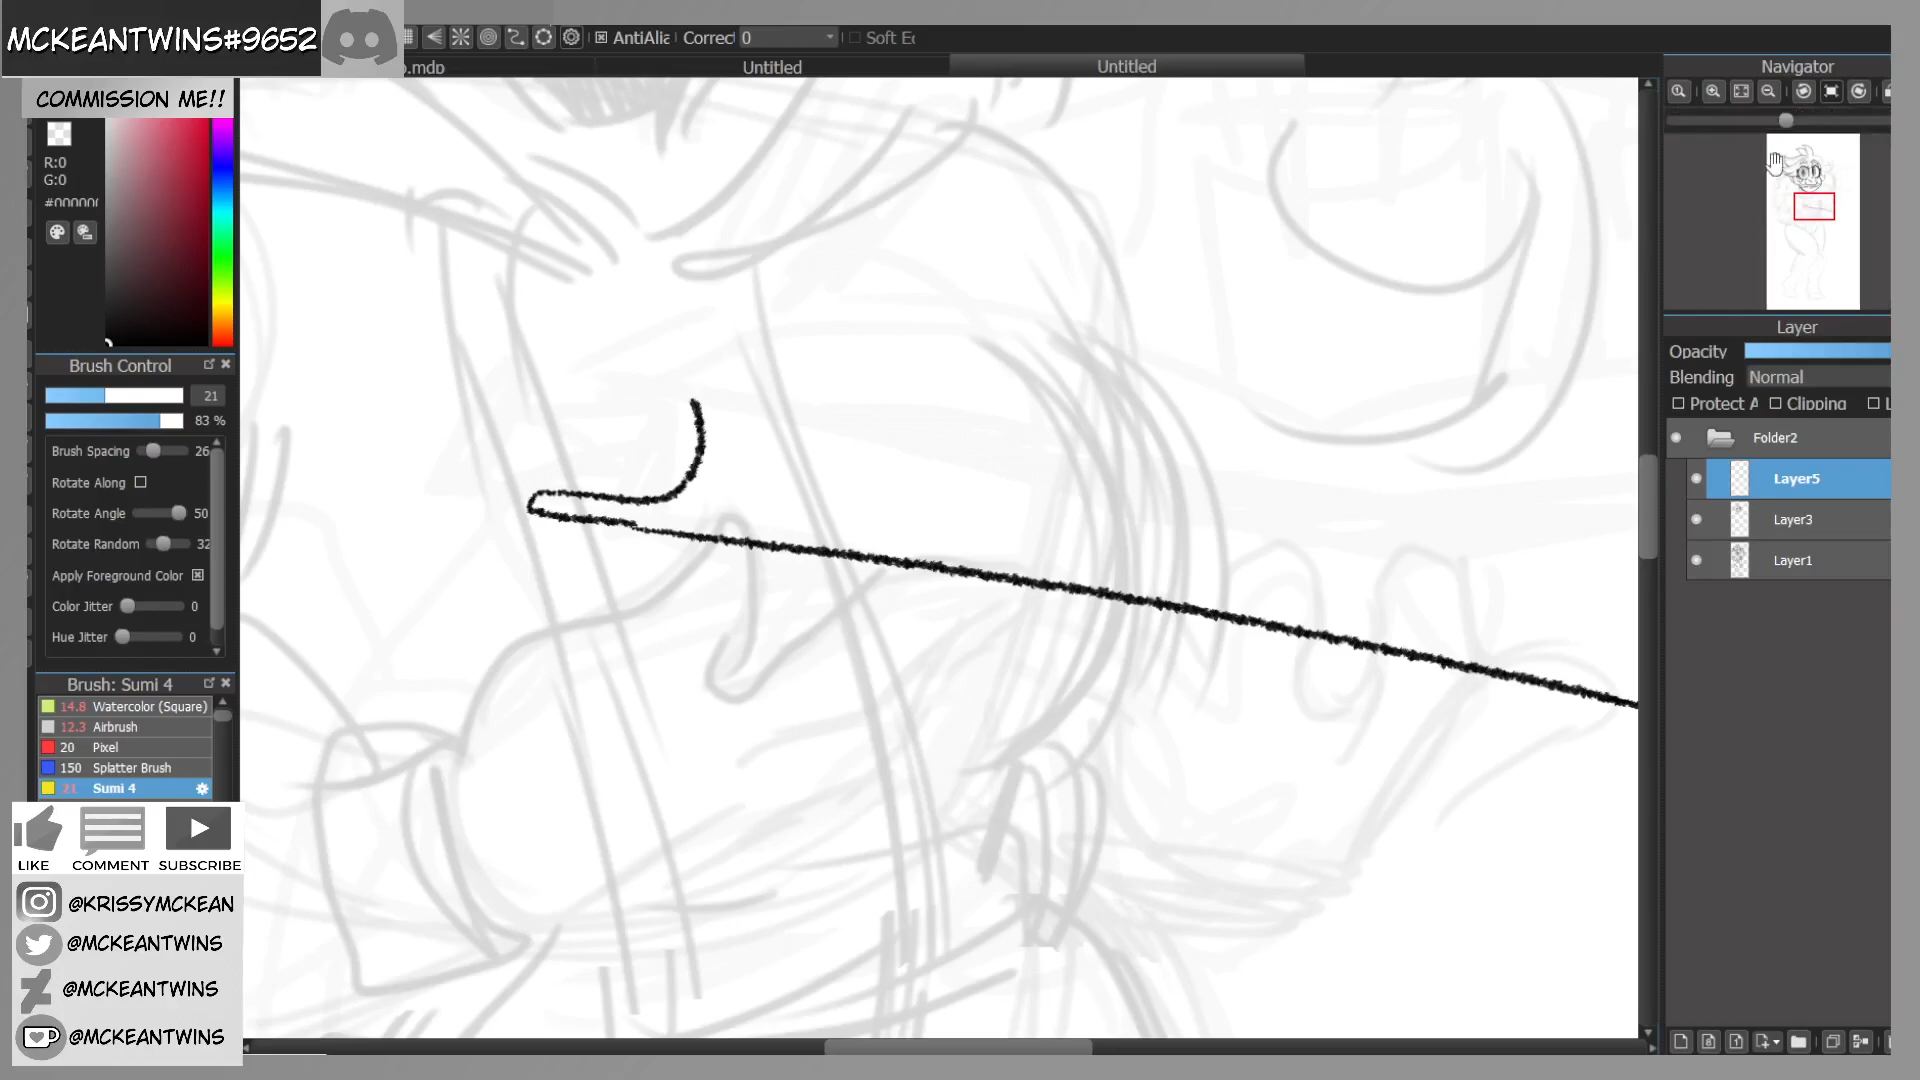 MCKEANTWINS#9652
COMMISSION ME!!
AntiAlia Correct 0 Soft Ec
o.mdp Untitled Untitled
Navigator
R:0
G:0
#000000
Brush Control
21
83 %
Brush Spacing 26
Rotate Along
Rotate Angle 50
Rotate Random 32
Apply Foreground Color
Color Jitter 0
Hue Jitter 0
Brush: Sumi 4
14.8 Watercolor (Square)
12.3 Airbrush
20 Pixel
150 Splatter Brush
21 Sumi 4
LIKE COMMENT SUBSCRIBE
@KRISSYMCKEAN
@MCKEANTWINS
@MCKEANTWINS
@MCKEANTWINS
Layer
Opacity
Blending Normal
Protect A Clipping L
Folder2
Layer5
Layer3
Layer1